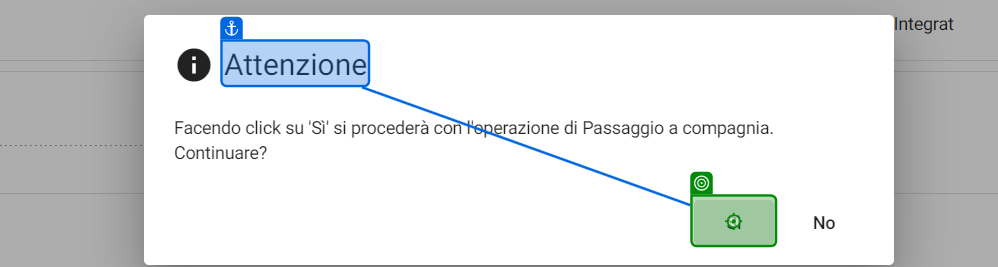 Integrat
Attenzione
Facendo click su 'Sì' si procederà con l'operazione di Passaggio a compagnia.
Continuare?
No